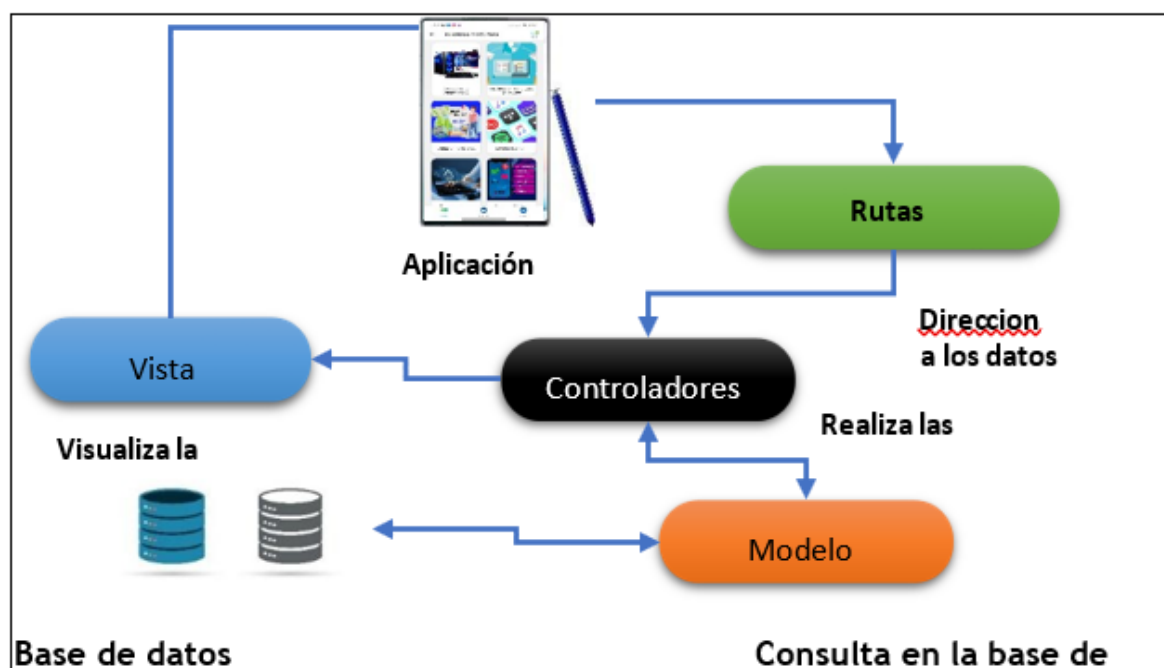 Aplicación
Rutas
Direccion
a los datos
Vista
Controladores
Realiza las
Visualiza la
Modelo
Base de datos
Consulta en la base de